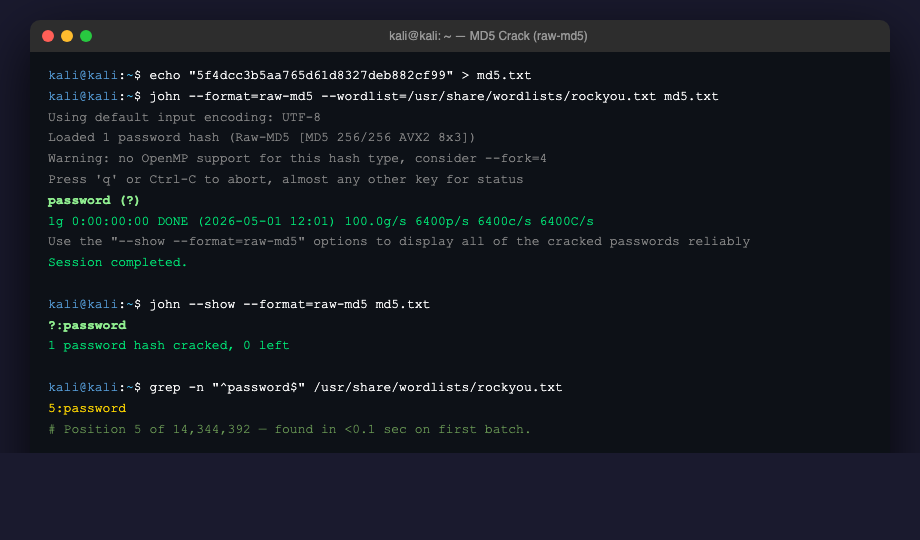 kali@kali: ~ — MD5 Crack (raw-md5)
kali@kali:~$ echo "5f4dcc3b5aa765d61d8327deb882cf99" > md5.txt
kali@kali:~$ john --format=raw-md5 --wordlist=/usr/share/wordlists/rockyou.txt md5.txt
Using default input encoding: UTF-8
Loaded 1 password hash (Raw-MD5 [MD5 256/256 AVX2 8x3])
Warning: no OpenMP support for this hash type, consider --fork=4
Press 'q' or Ctrl-C to abort, almost any other key for status
password (?)
1g 0:00:00:00 DONE (2026-05-01 12:01) 100.0g/s 6400p/s 6400c/s 6400C/s
Use the "--show --format=raw-md5" options to display all of the cracked passwords reliably
Session completed.
kali@kali:~$ john --show --format=raw-md5 md5.txt
?:password
1 password hash cracked, 0 left
kali@kali:~$ grep -n "^password$" /usr/share/wordlists/rockyou.txt
5:password
# Position 5 of 14,344,392 — found in <0.1 sec on first batch.